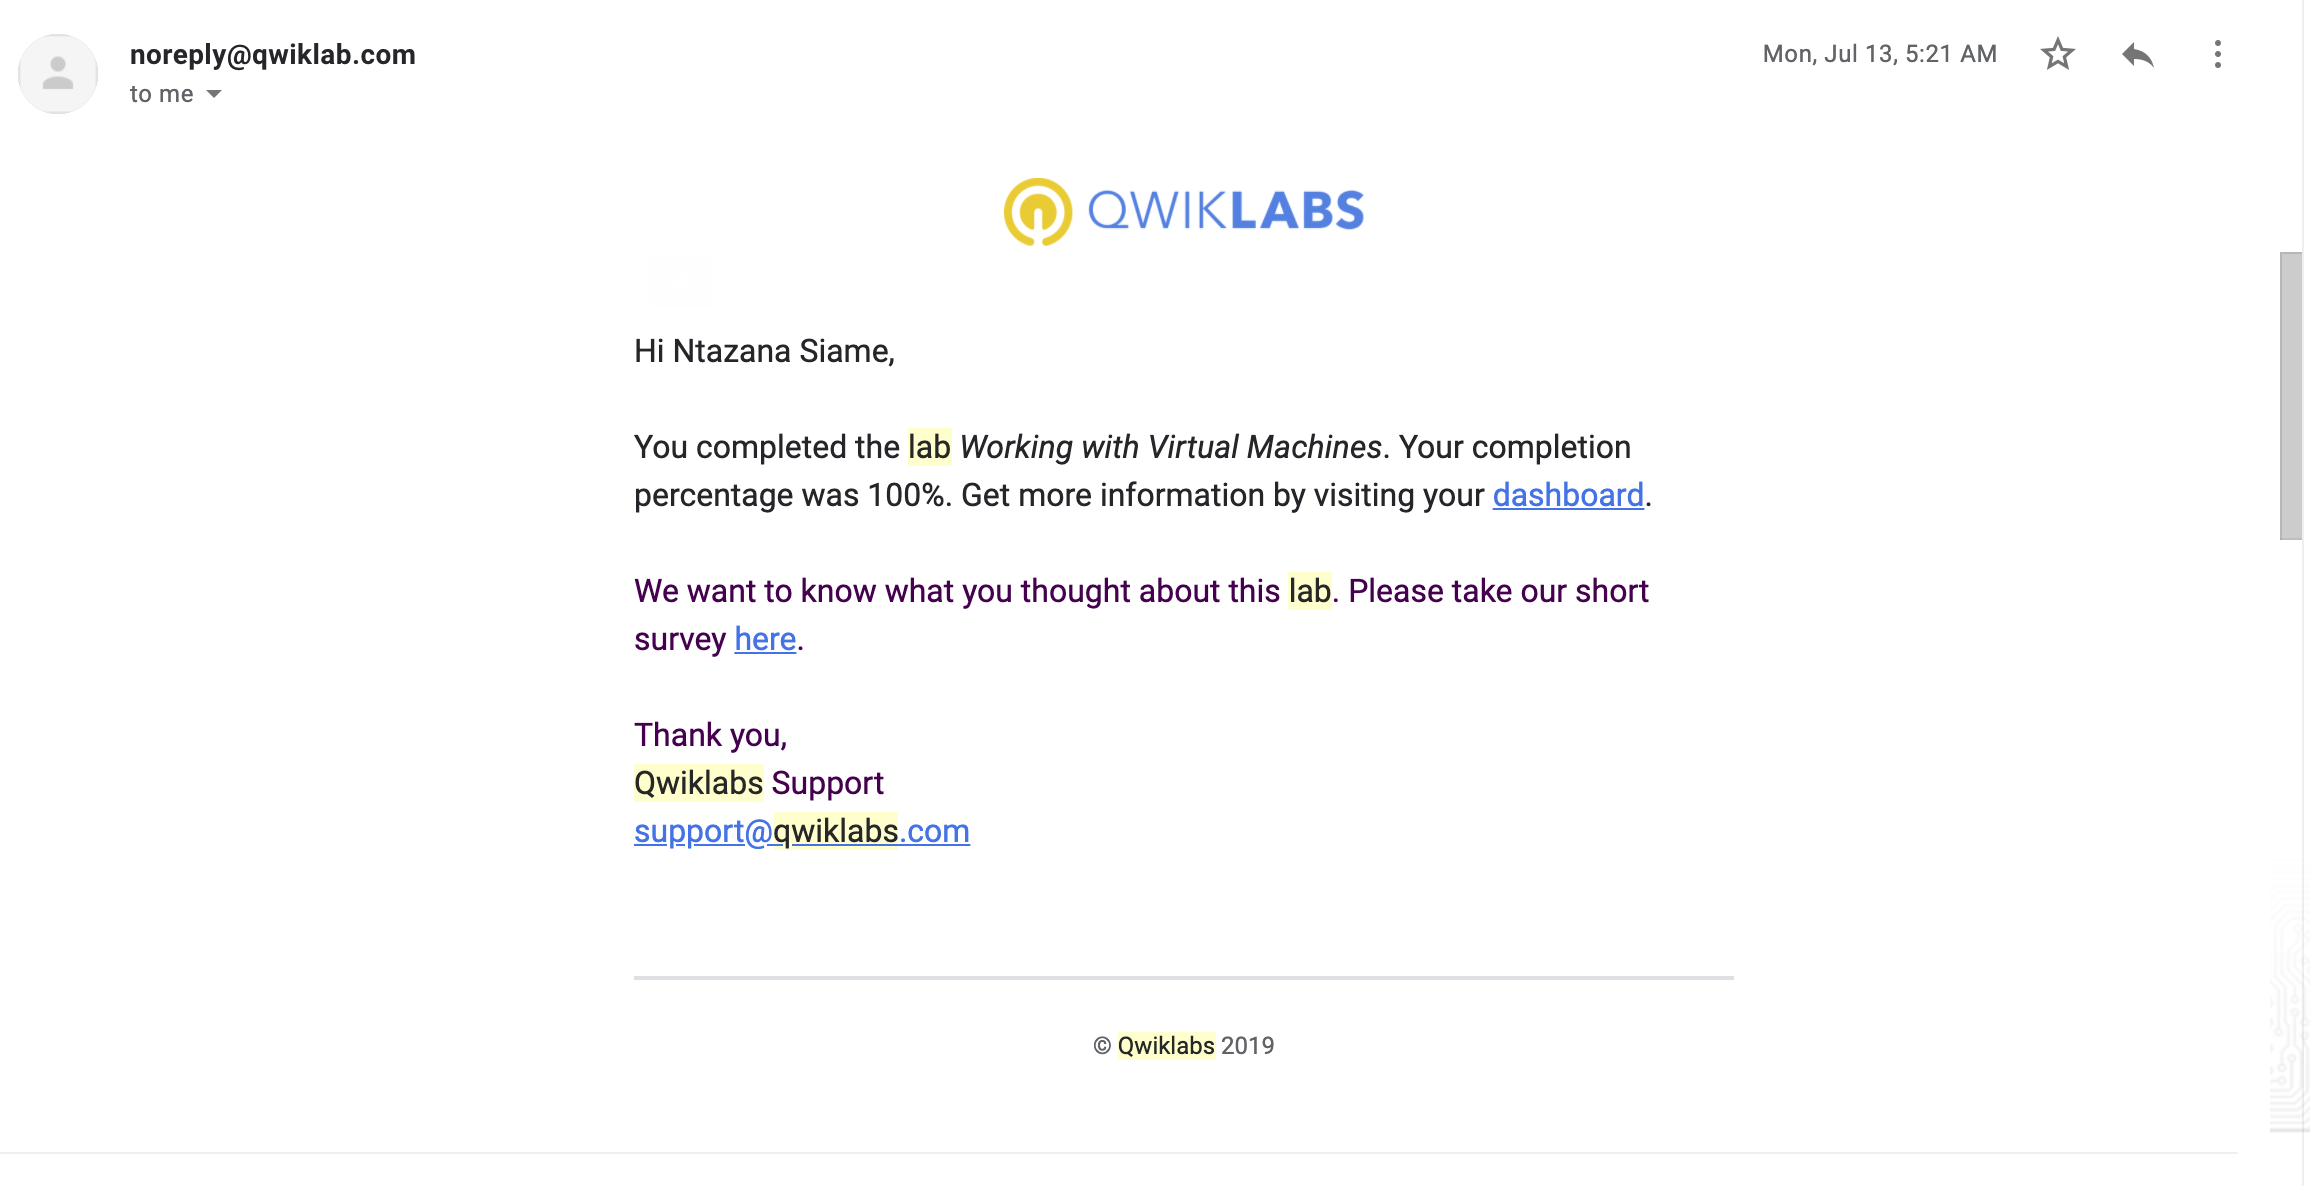 noreply@qwiklab.com
Mon, Jul 13, 5:21 AM
to me
QWIKLABS
Hi Ntazana Siame,
You completed the lab Working with Virtual Machines. Your completion
percentage was 100%. Get more information by visiting your dashboard.
We want to know what you thought about this lab. Please take our short
survey here.
Thank you,
Qwiklabs Support
support@qwiklabs.com
© Qwiklabs 2019